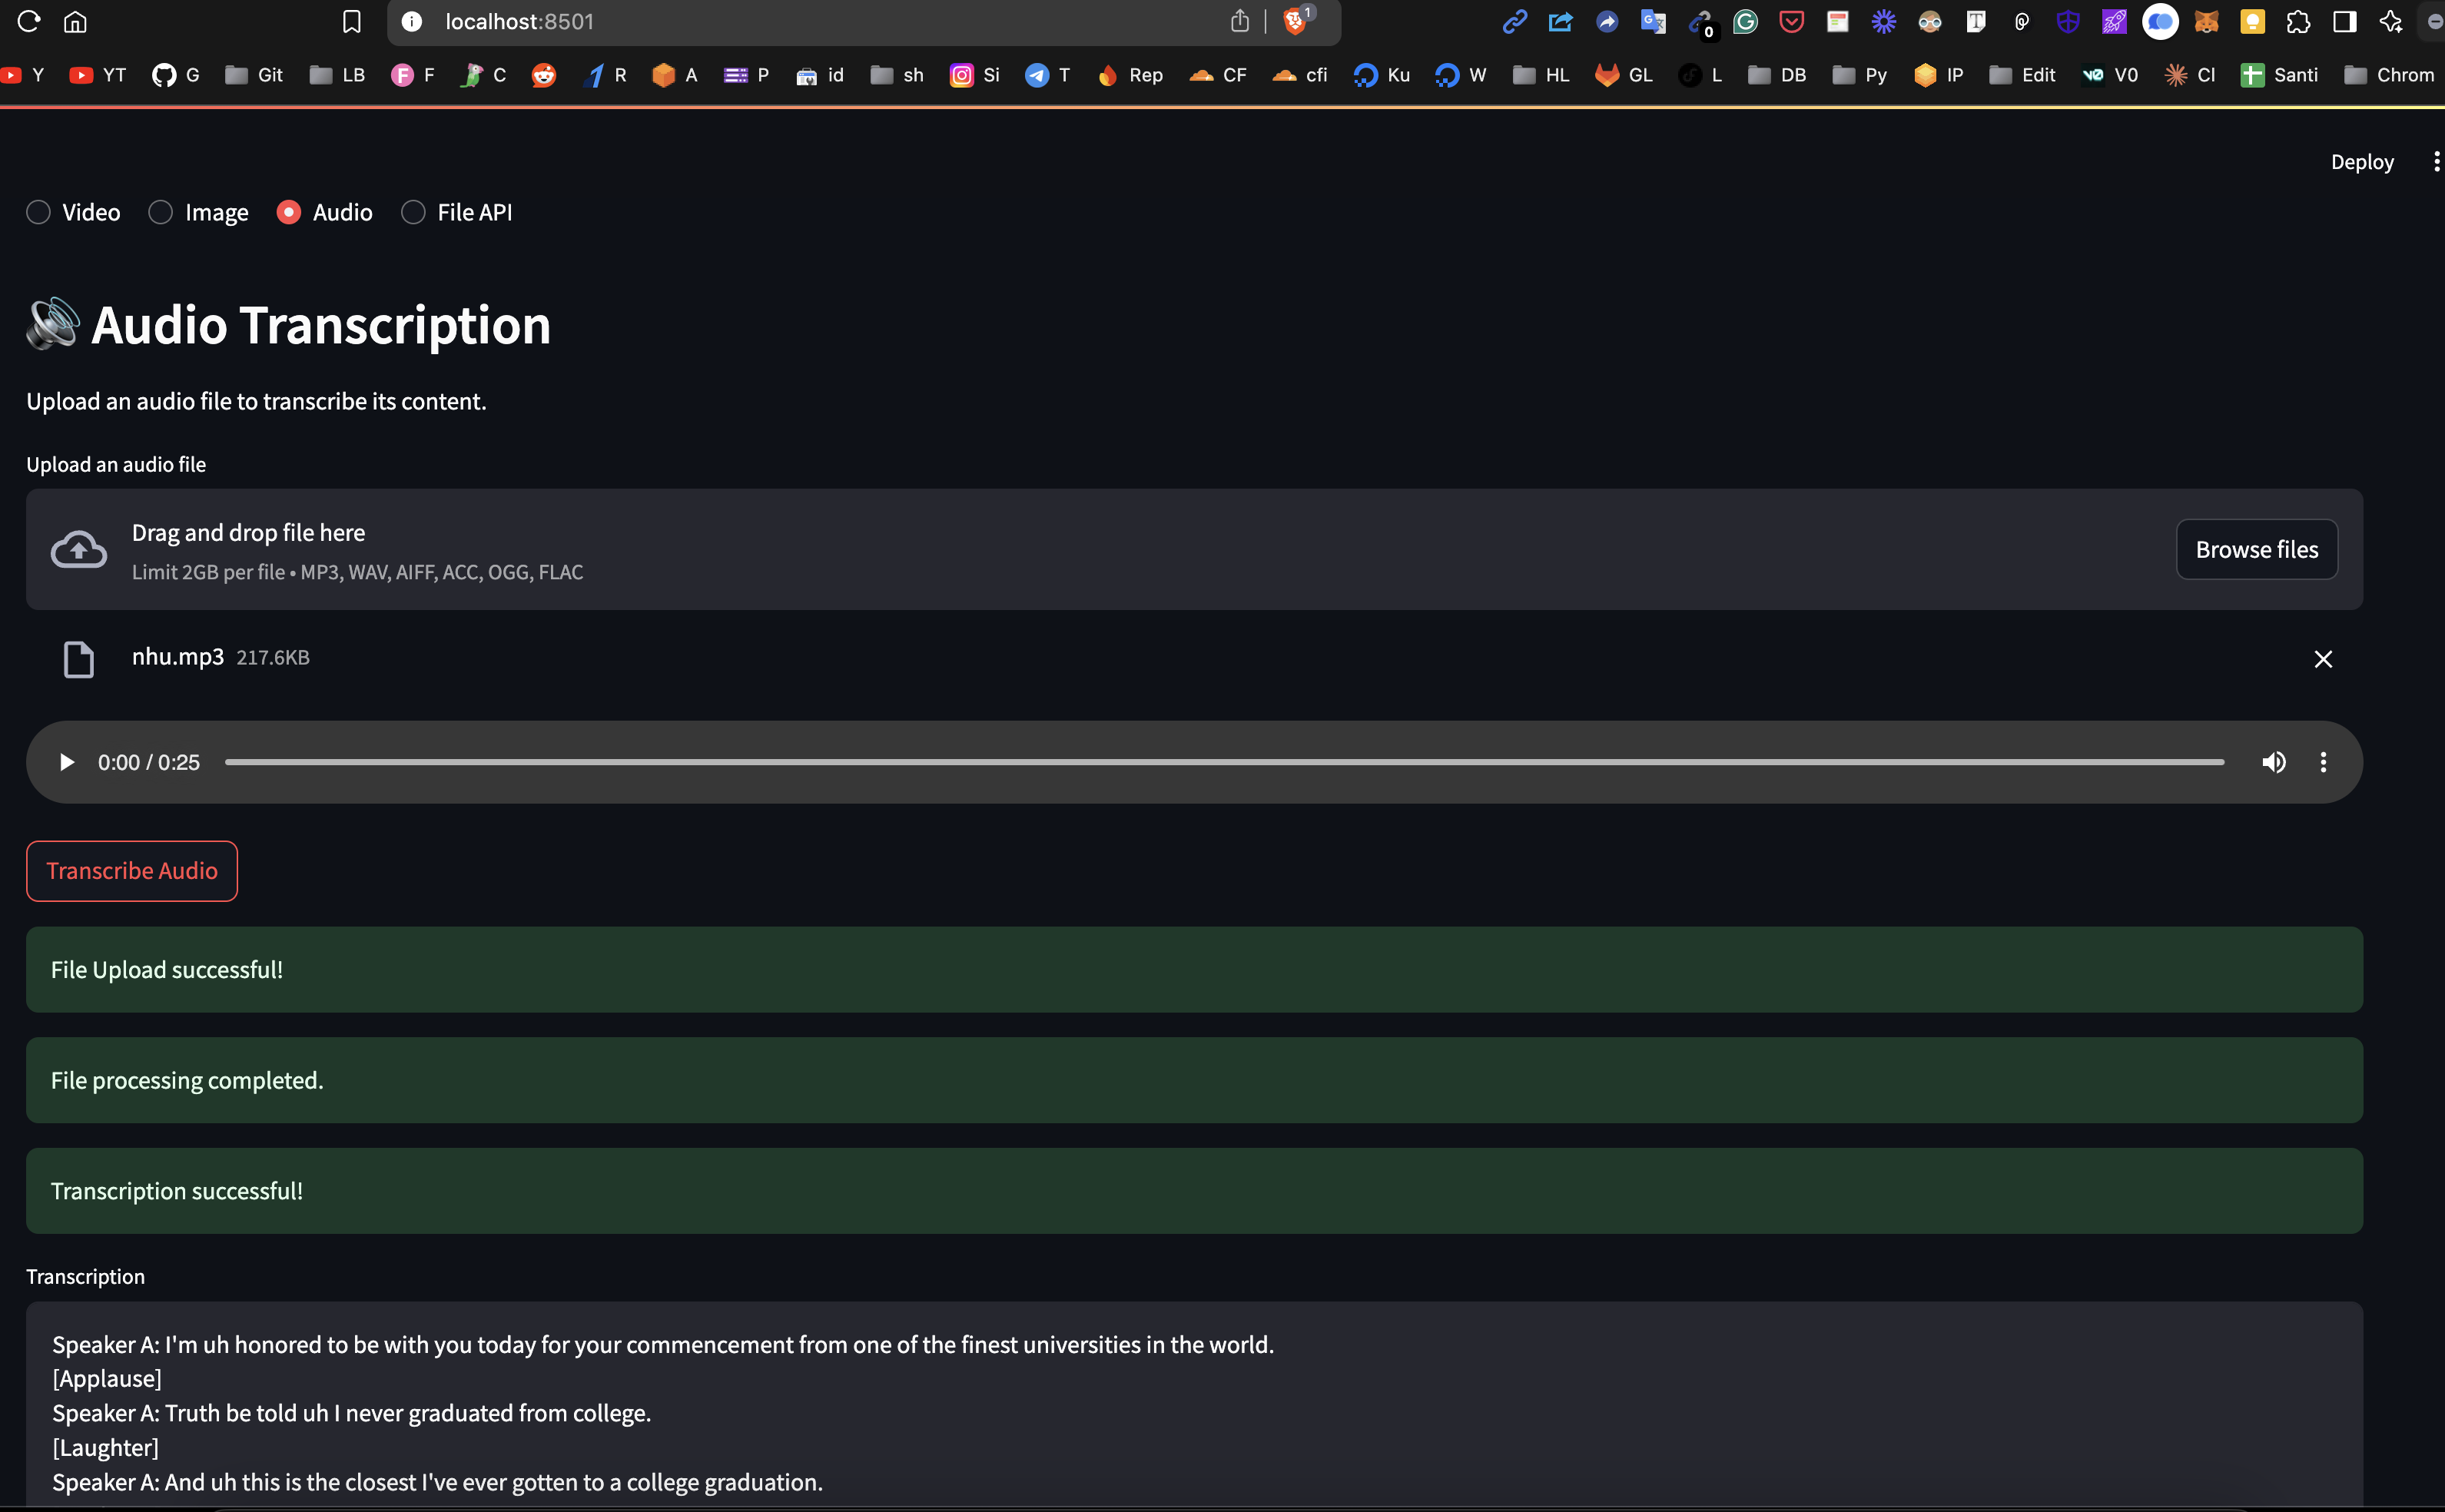 localhost:8501
1
0
Y YT G Git LB F C R A P id sh Si T Rep CF cfi Ku W HL GL L DB Py IP Edit V0 Cl Santi Chrom
Deploy
Video Image Audio File API
Audio Transcription
Upload an audio file to transcribe its content.
Upload an audio file
Drag and drop file here
Limit 2GB per file • MP3, WAV, AIFF, ACC, OGG, FLAC
Browse files
nhu.mp3 217.6KB
0:00 / 0:25
Transcribe Audio
File Upload successful!
File processing completed.
Transcription successful!
Transcription
Speaker A: I'm uh honored to be with you today for your commencement from one of the finest universities in the world.
[Applause]
Speaker A: Truth be told uh I never graduated from college.
[Laughter]
Speaker A: And uh this is the closest I've ever gotten to a college graduation.